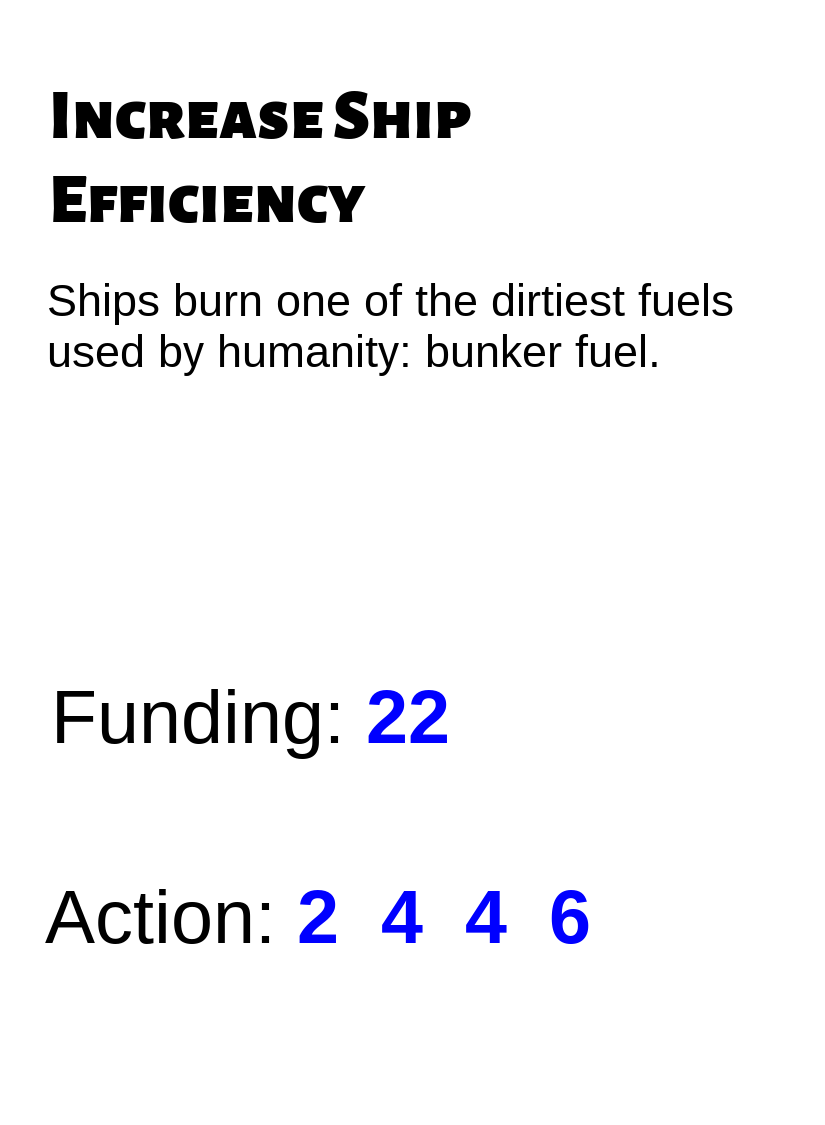 Increase Ship
Efficiency
Ships burn one of the dirtiest fuels
used by humanity: bunker fuel.
Funding: 22
Action: 2 4 4 6